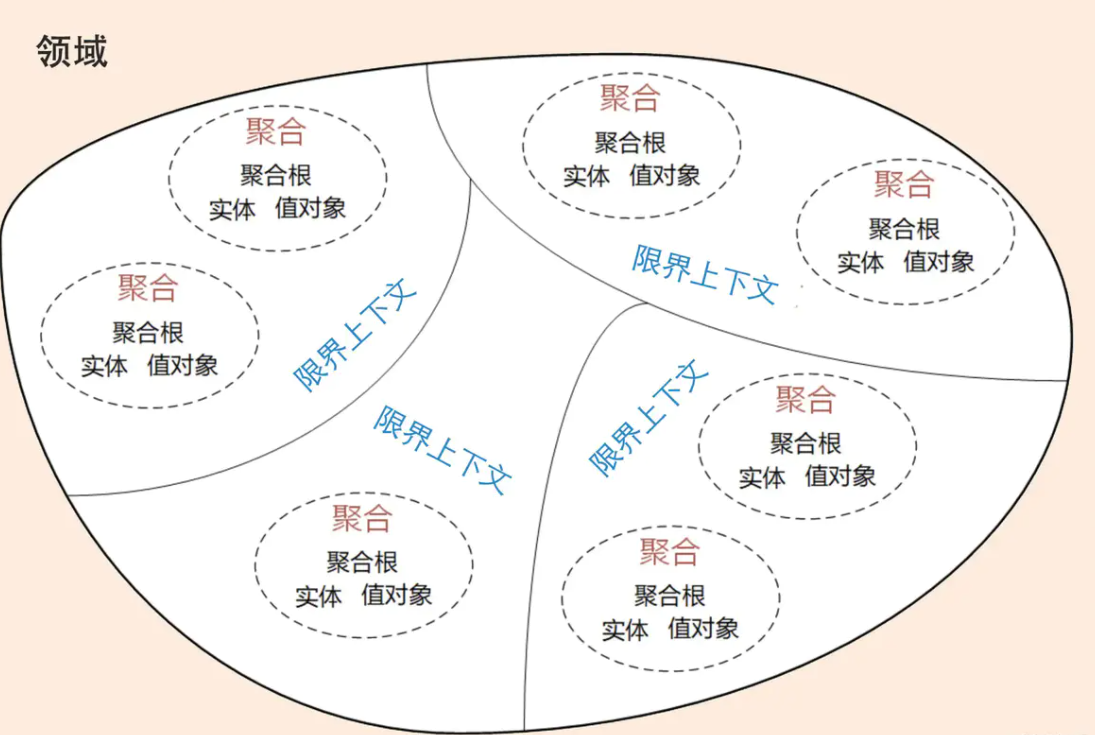 领域
聚合
聚合根
实体 值对象
聚合
聚合根
实体 值对象
限界上下文
聚合
聚合根
实体 值对象
聚合
聚合根
实体 值对象
限界上下文
限界上下文
聚合
聚合根
实体 值对象
限界上下文
聚合
聚合根
实体 值对象
聚合
聚合根
实体 值对象